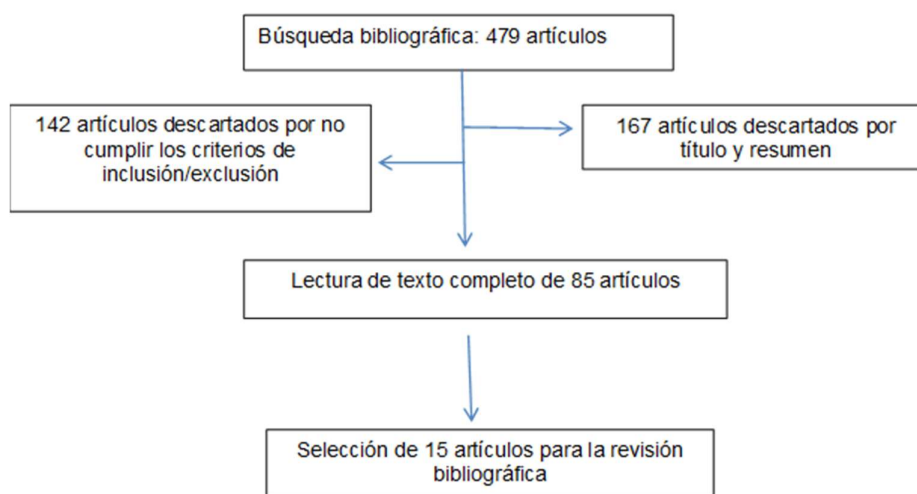 Búsqueda bibliográfica: 479 artículos
142 artículos descartados por no
cumplir los criterios de
inclusión/exclusión
167 artículos descartados por
título y resumen
Lectura de texto completo de 85 artículos
Selección de 15 artículos para la revisión
bibliográfica